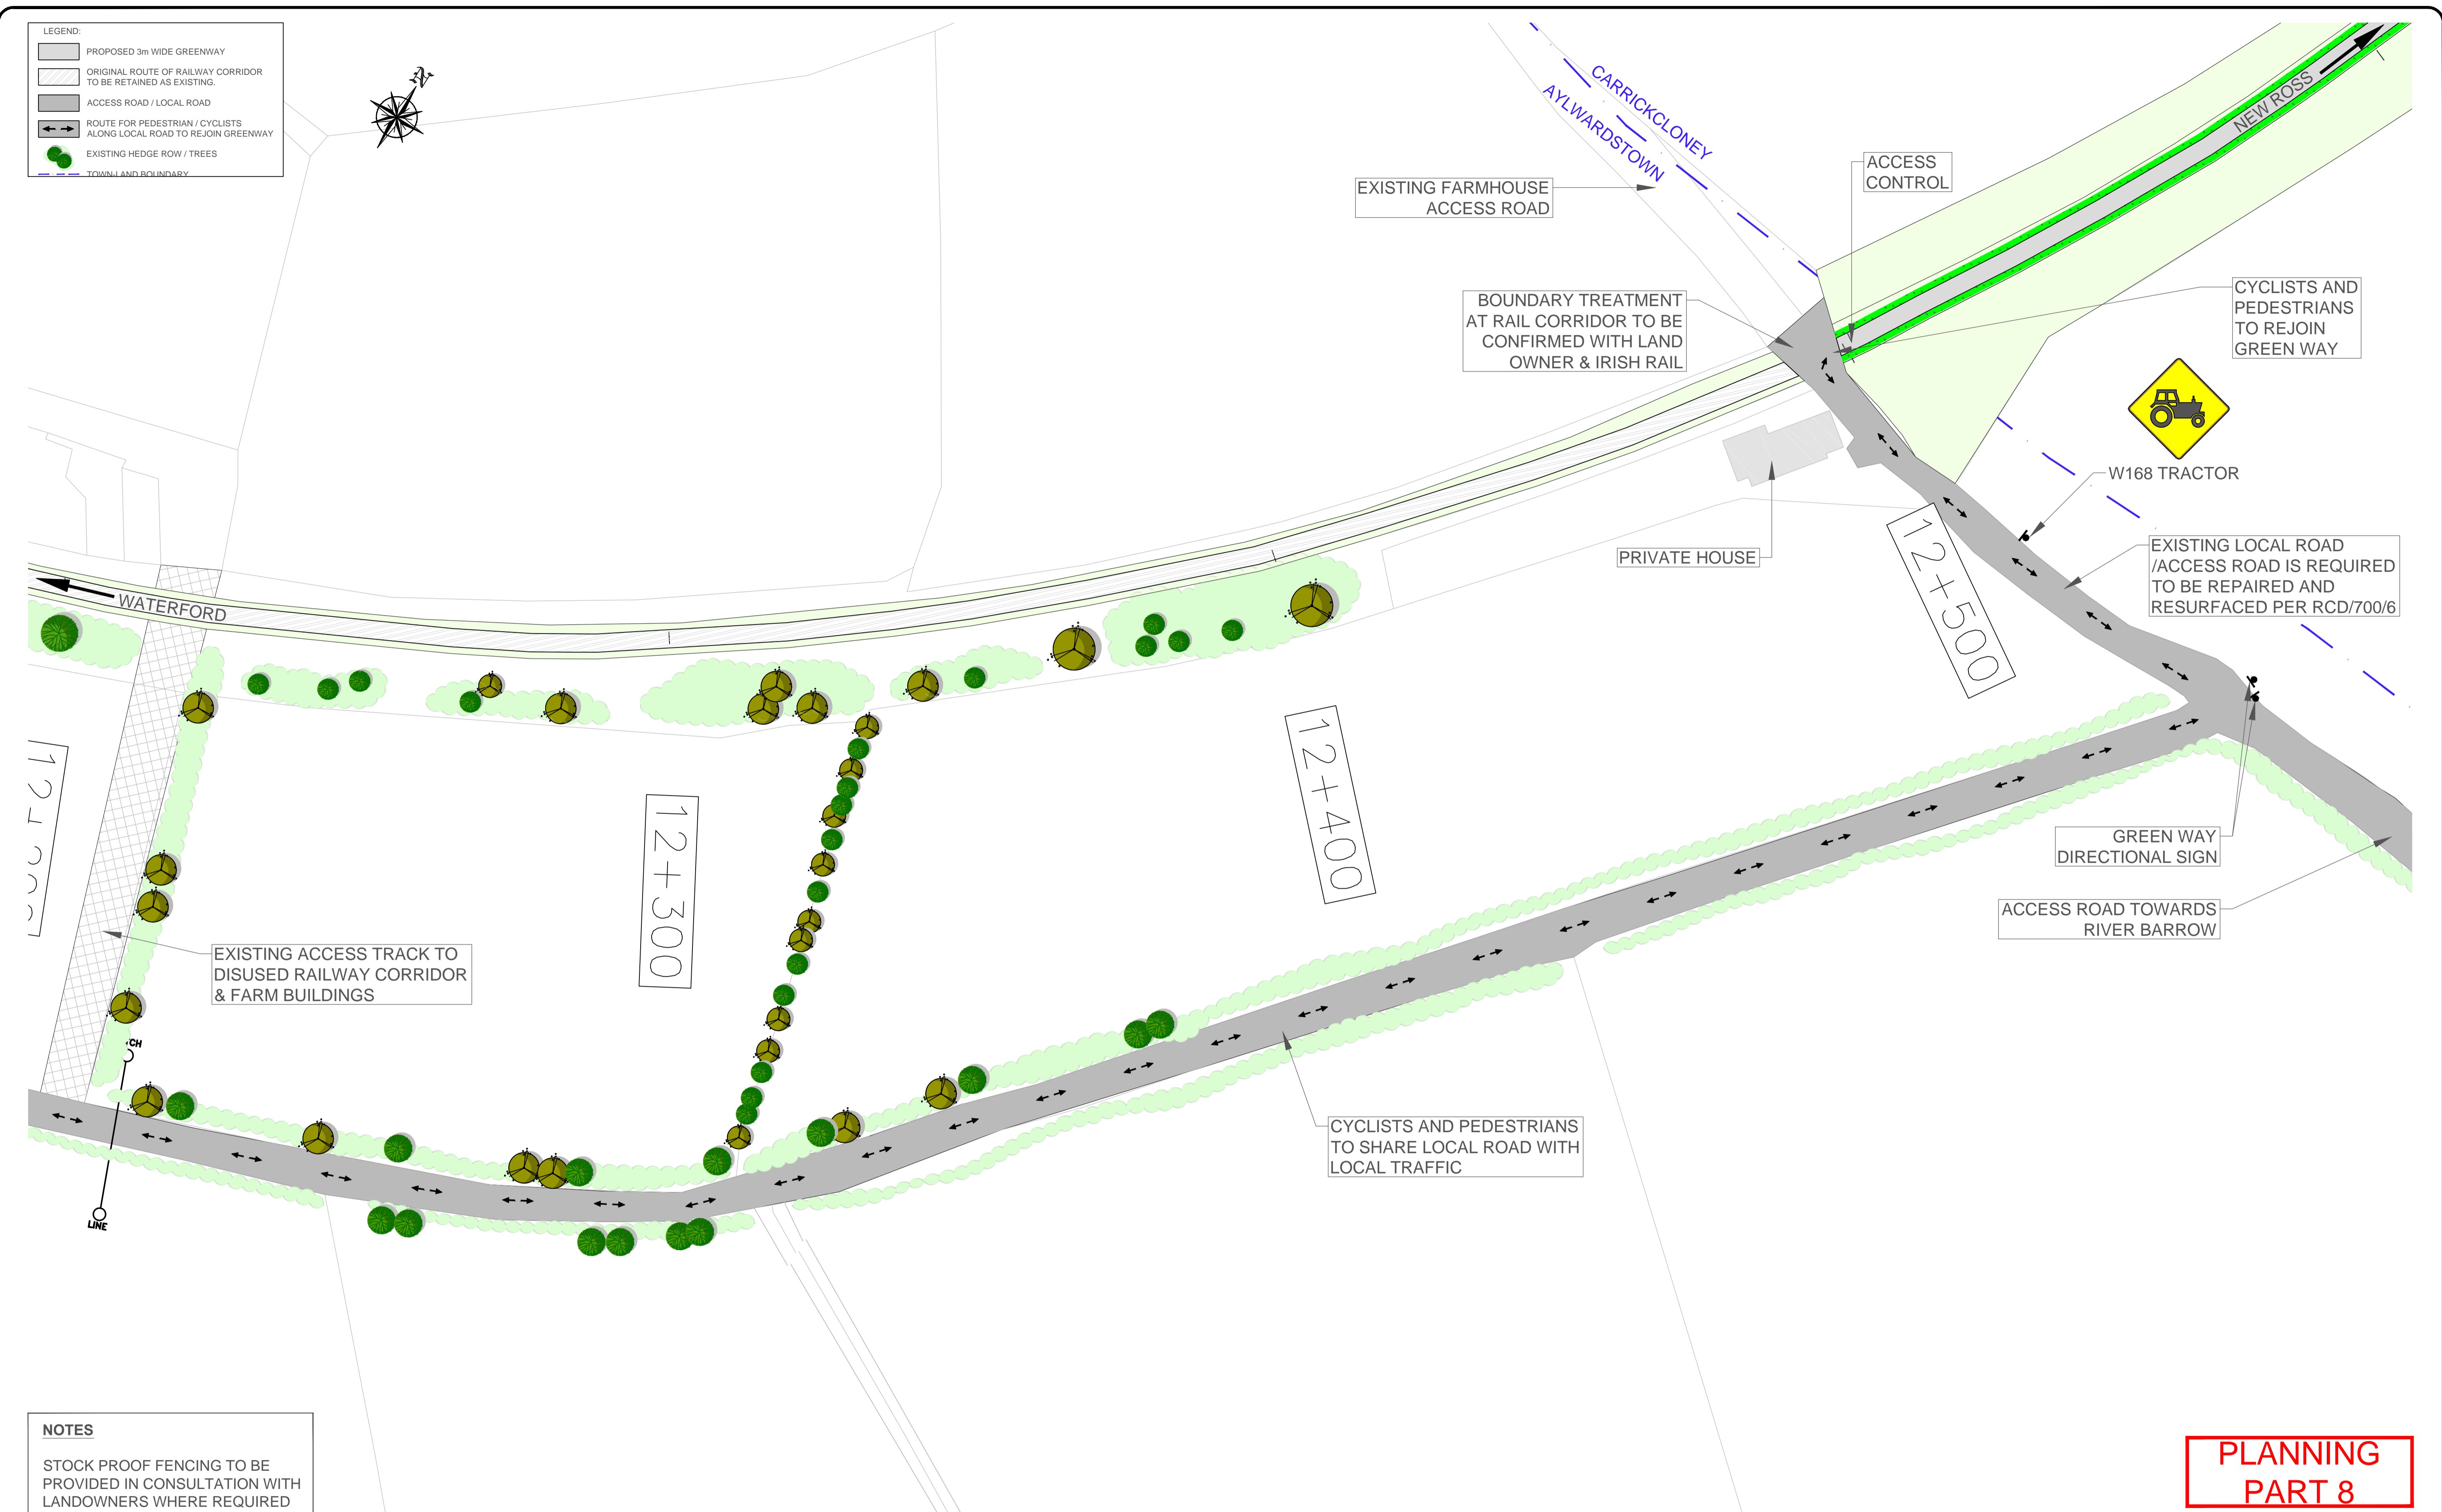 LEGEND:
PROPOSED 3m WIDE GREENWAY
ORIGINAL ROUTE OF RAILWAY CORRIDOR
TO BE RETAINED AS EXISTING.
ACCESS ROAD / LOCAL ROAD
ROUTE FOR PEDESTRIAN / CYCLISTS
ALONG LOCAL ROAD TO REJOIN GREENWAY
EXISTING HEDGE ROW / TREES
TOWN-LAND BOUNDARY
N
CARRICKCLONEY
AYLWARDSTOWN
NEW ROSS
EXISTING FARMHOUSE
ACCESS ROAD
ACCESS
CONTROL
BOUNDARY TREATMENT
AT RAIL CORRIDOR TO BE
CONFIRMED WITH LAND
OWNER & IRISH RAIL
CYCLISTS AND
PEDESTRIANS
TO REJOIN
GREEN WAY
W168 TRACTOR
PRIVATE HOUSE
EXISTING LOCAL ROAD
/ACCESS ROAD IS REQUIRED
TO BE REPAIRED AND
RESURFACED PER RCD/700/6
WATERFORD
12+300
12+400
12+500
GREEN WAY
DIRECTIONAL SIGN
ACCESS ROAD TOWARDS
RIVER BARROW
EXISTING ACCESS TRACK TO
DISUSED RAILWAY CORRIDOR
& FARM BUILDINGS
CH
LINE
CYCLISTS AND PEDESTRIANS
TO SHARE LOCAL ROAD WITH
LOCAL TRAFFIC
NOTES
STOCK PROOF FENCING TO BE
PROVIDED IN CONSULTATION WITH
LANDOWNERS WHERE REQUIRED
PLANNING
PART 8